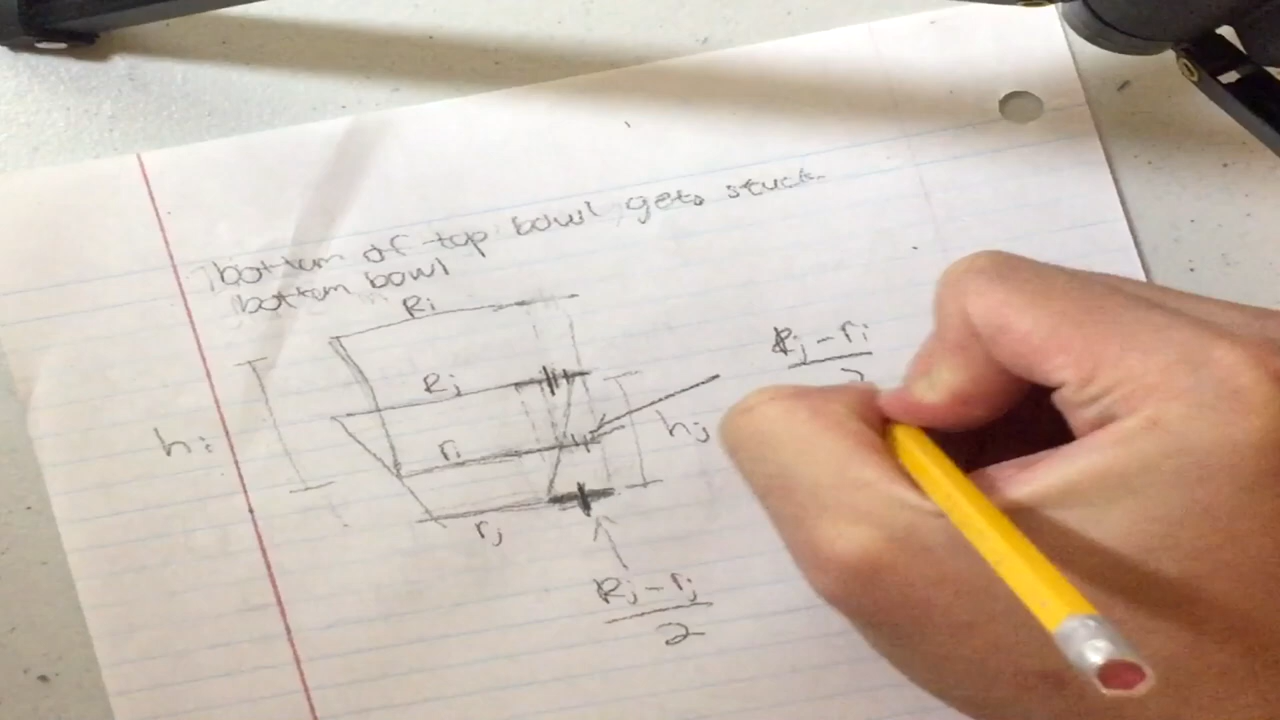 bottom of top bowl gets stuck
bottom bowl
Ri
Rj
Rj - ri
2
hi
ri
hj
rj
Rj - rj
2